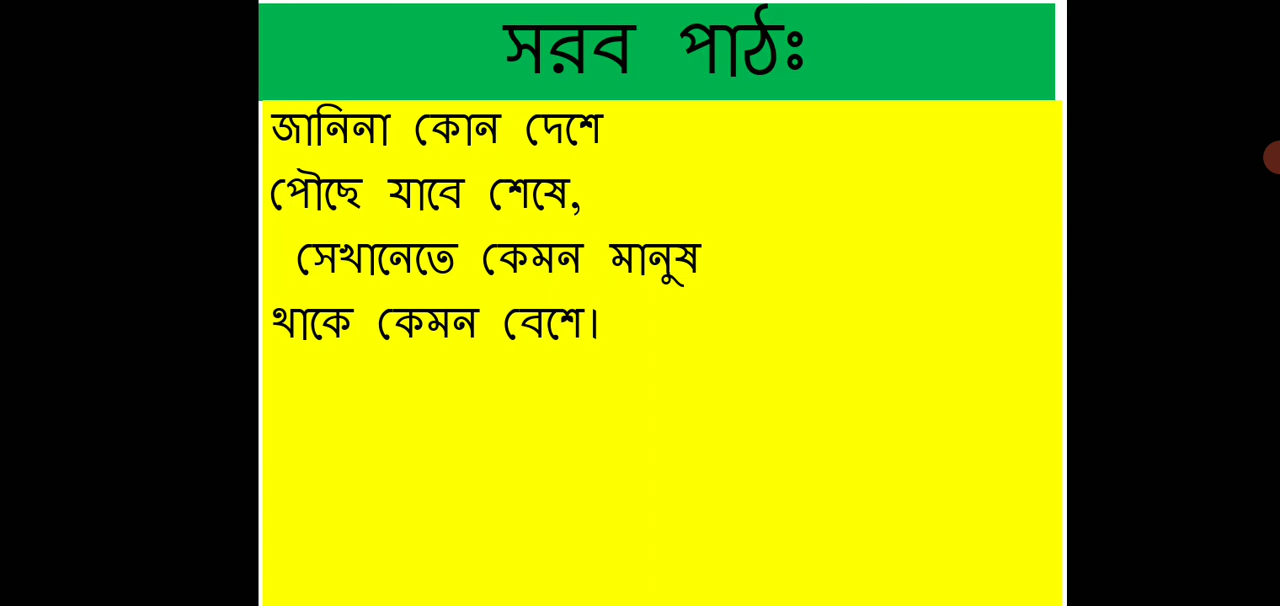 সরব পাঠঃ
জানিনা কোন দেশে
পৌছে যাবে শেষে,
সেখানেতে কেমন মানুষ
থাকে কেমন বেশে।